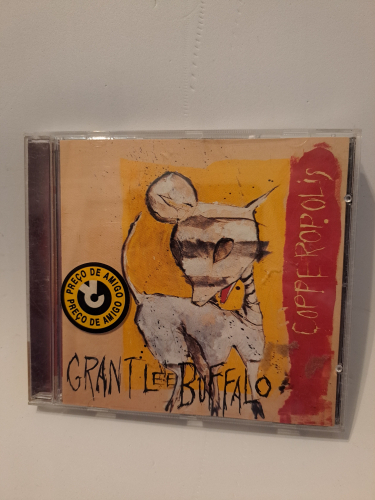 COPPEROPOLIS
PREÇO DE AMIGO
PREÇO DE AMIGO
GRANT LEE BUFFALO